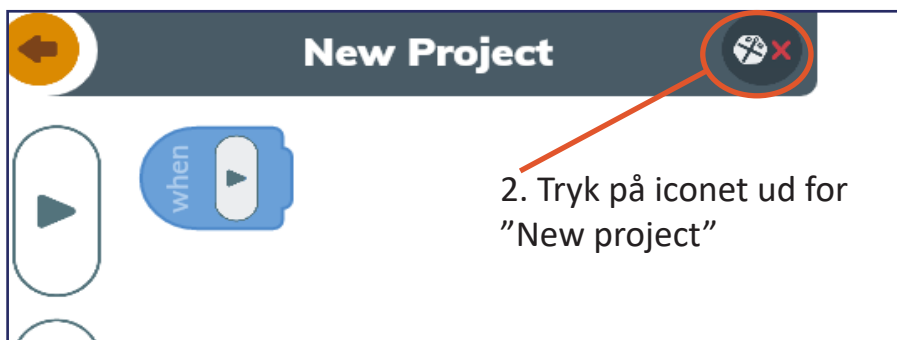 New Project
when
2. Tryk på iconet ud for
”New project”